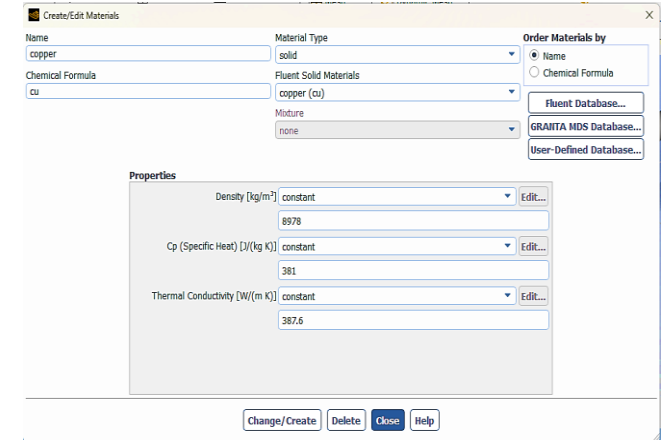 Create/Edit Materials
Name
Material Type
Order Materials by
copper
solid
Name
Chemical Formula
Chemical Formula
Fluent Solid Materials
cu
copper (cu)
Fluent Database...
Mixture
none
GRANTA MDS Database...
User-Defined Database...
Properties
Density [kg/m³] constant Edit...
8978
Cp (Specific Heat) [J/(kg K)] constant Edit...
381
Thermal Conductivity [W/(m K)] constant Edit...
387.6
Change/Create Delete Close Help